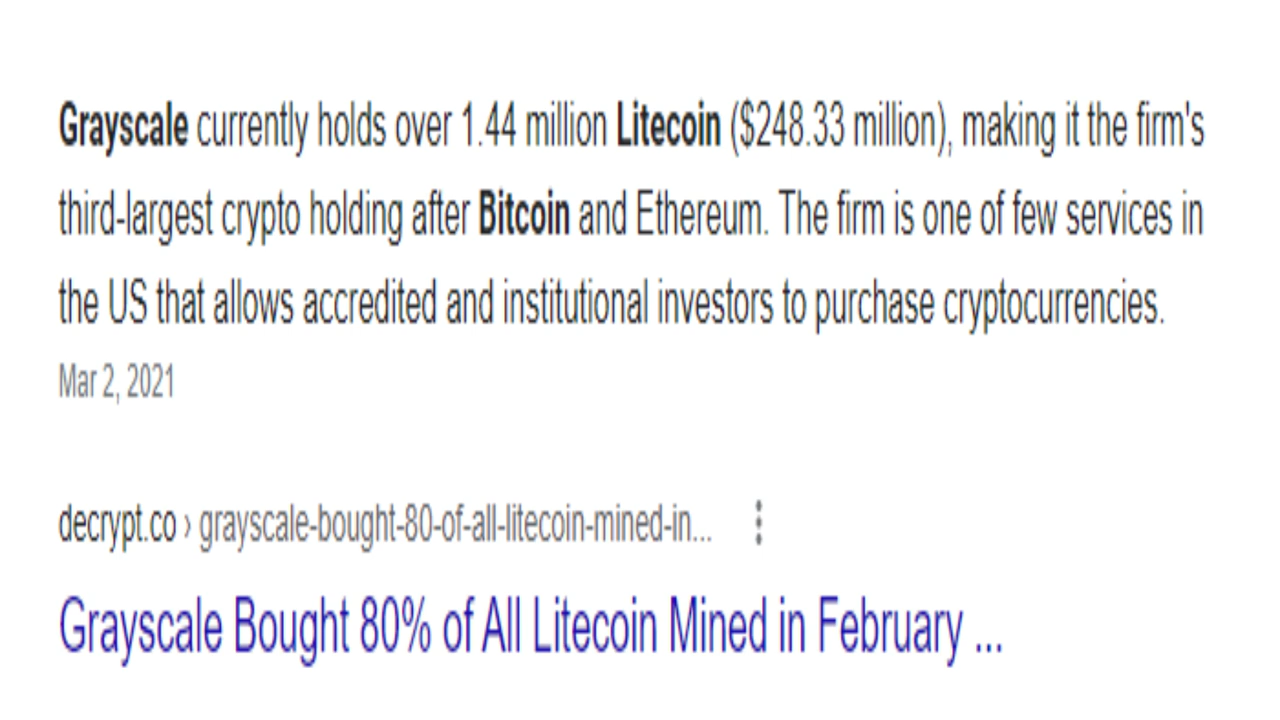 Grayscale currently holds over 1.44 million Litecoin ($248.33 million), making it the firm's
third-largest crypto holding after Bitcoin and Ethereum. The firm is one of few services in
the US that allows accredited and institutional investors to purchase cryptocurrencies.
Mar 2, 2021
decrypt.co › grayscale-bought-80-of-all-litecoin-mined-in...
Grayscale Bought 80% of All Litecoin Mined in February ...